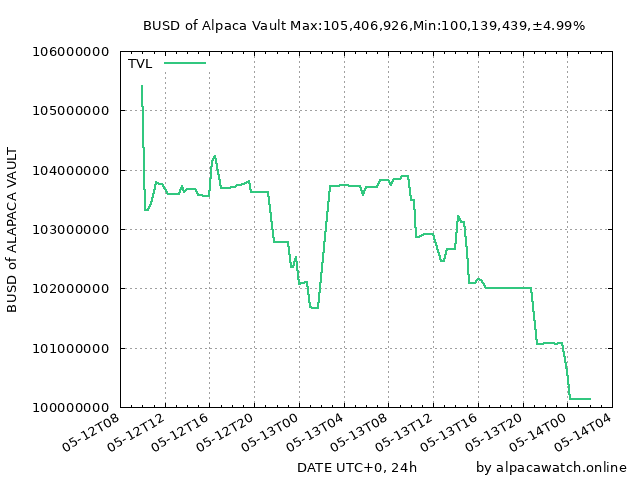 BUSD of Alpaca Vault Max:105,406,926,Min:100,139,439,±4.99%
TVL
106000000
105000000
104000000
103000000
102000000
101000000
100000000
BUSD of ALAPACA VAULT
05-12T08
05-12T12
05-12T16
05-12T20
05-13T00
05-13T04
05-13T08
05-13T12
05-13T16
05-13T20
05-14T00
05-14T04
DATE UTC+0, 24h
by alpacawatch.online